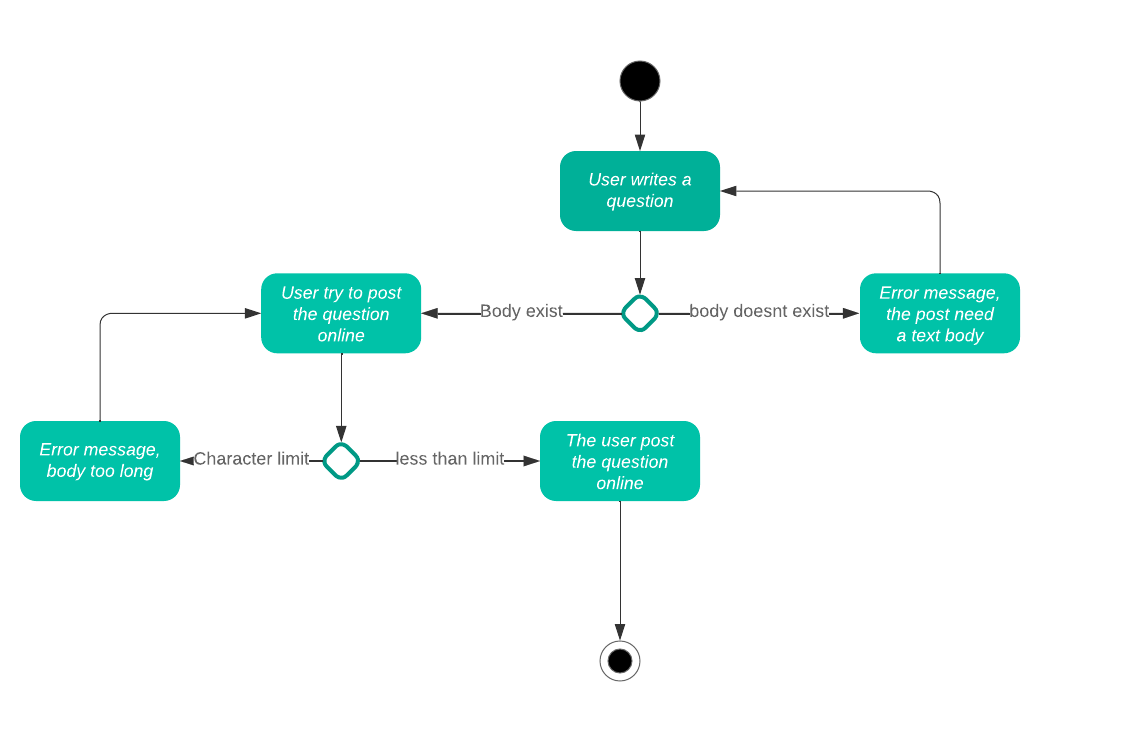 User writes a
question
User try to post
the question
online
Body exist
body doesnt exist
Error message,
the post need
a text body
Error message,
body too long
Character limit
less than limit
The user post
the question
online